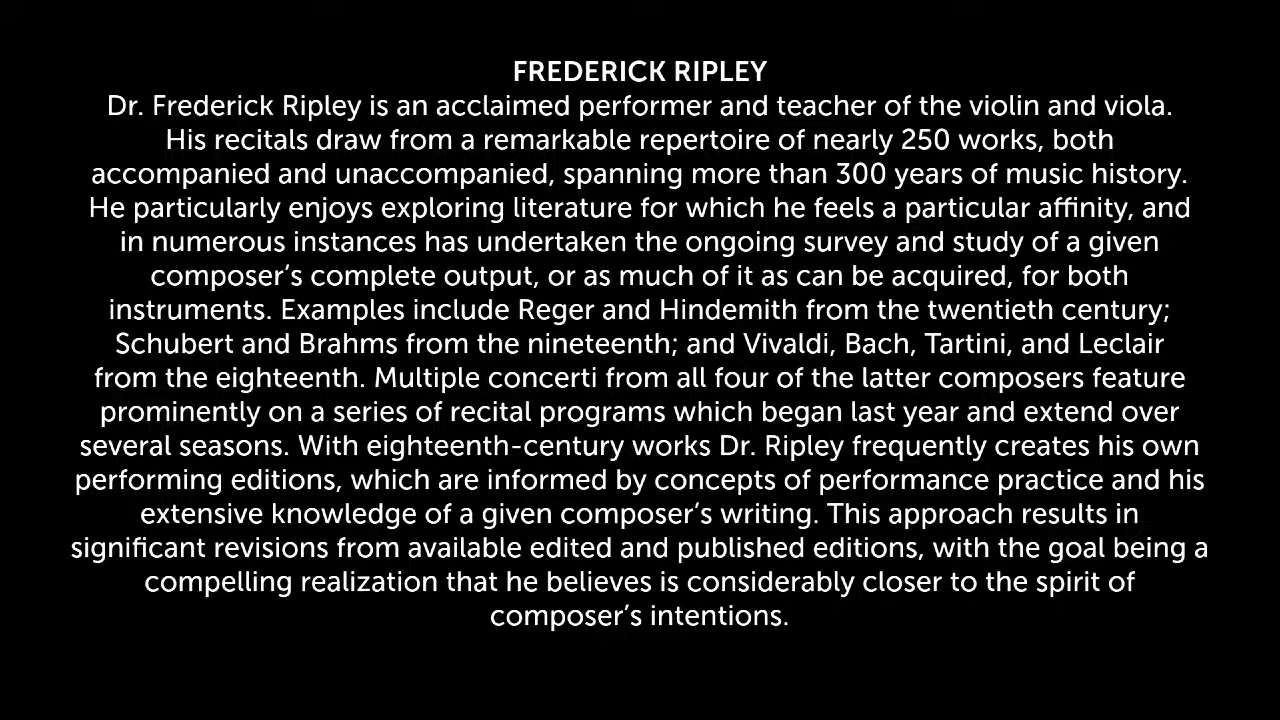 FREDERICK RIPLEY
Dr. Frederick Ripley is an acclaimed performer and teacher of the violin and viola.
His recitals draw from a remarkable repertoire of nearly 250 works, both
accompanied and unaccompanied, spanning more than 300 years of music history.
He particularly enjoys exploring literature for which he feels a particular affinity, and
in numerous instances has undertaken the ongoing survey and study of a given
composer‘s complete output, or as much of it as can be acquired, for both
instruments. Examples include Reger and Hindemith from the twentieth century;
Schubert and Brahms from the nineteenth; and Vivaldi, Bach, Tartini, and Leclair
from the eighteenth. Multiple concerti from all four of the latter composers feature
prominently on a series of recital programs which began last year and extend over
several seasons. With eighteenth-century works Dr. Ripley frequently creates his own
performing editions, which are informed by concepts of performance practice and his
extensive knowledge of a given composer’s writing. This approach results in
significant revisions from available edited and published editions, with the goal being a
compelling realization that he believes is considerably closer to the spirit of
composer’s intentions.